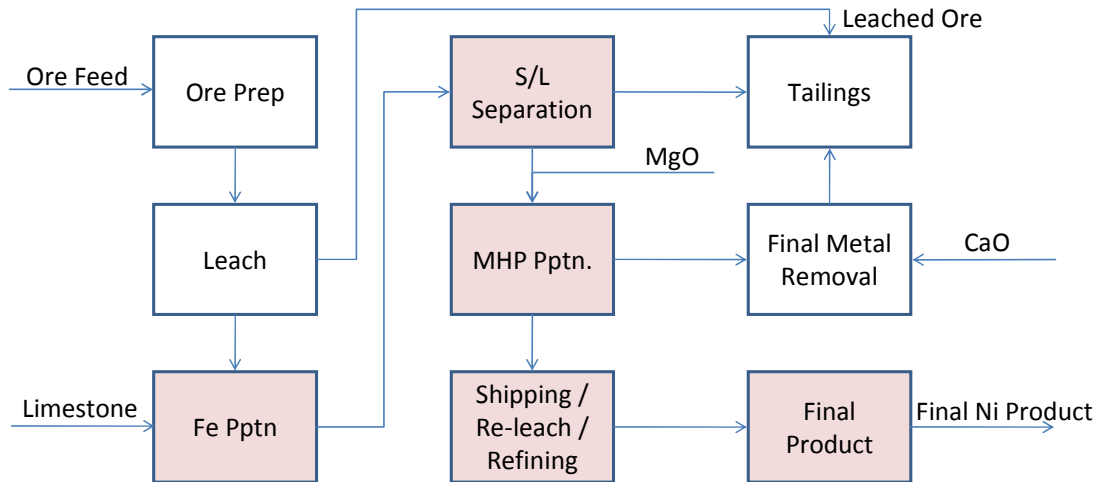 Leached Ore
Ore Feed
Ore Prep
S/L
Separation
Tailings
MgO
Leach
MHP Pptn.
Final Metal
Removal
CaO
Limestone
Fe Pptn
Shipping /
Re-leach /
Refining
Final
Product
Final Ni Product